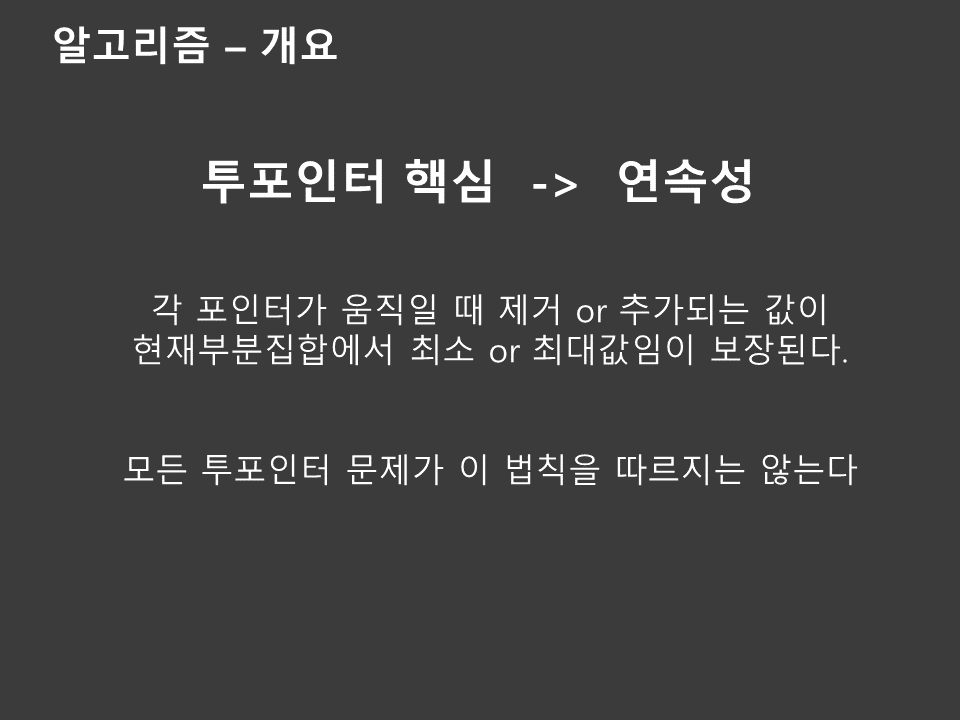 알고리즘 – 개요
투포인터 핵심 -> 연속성
각 포인터가 움직일 때 제거 or 추가되는 값이
현재부분집합에서 최소 or 최대값임이 보장된다.
모든 투포인터 문제가 이 법칙을 따르지는 않는다